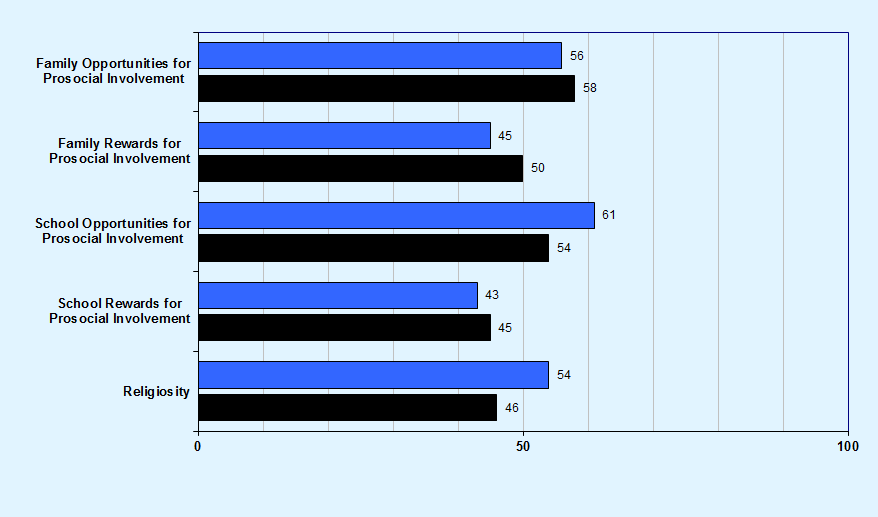 Family Opportunities for
Prosocial Involvement
56
58
Family Rewards for
Prosocial Involvement
45
50
School Opportunities for
Prosocial Involvement
61
54
School Rewards for
Prosocial Involvement
43
45
Religiosity
54
46
0 50 100